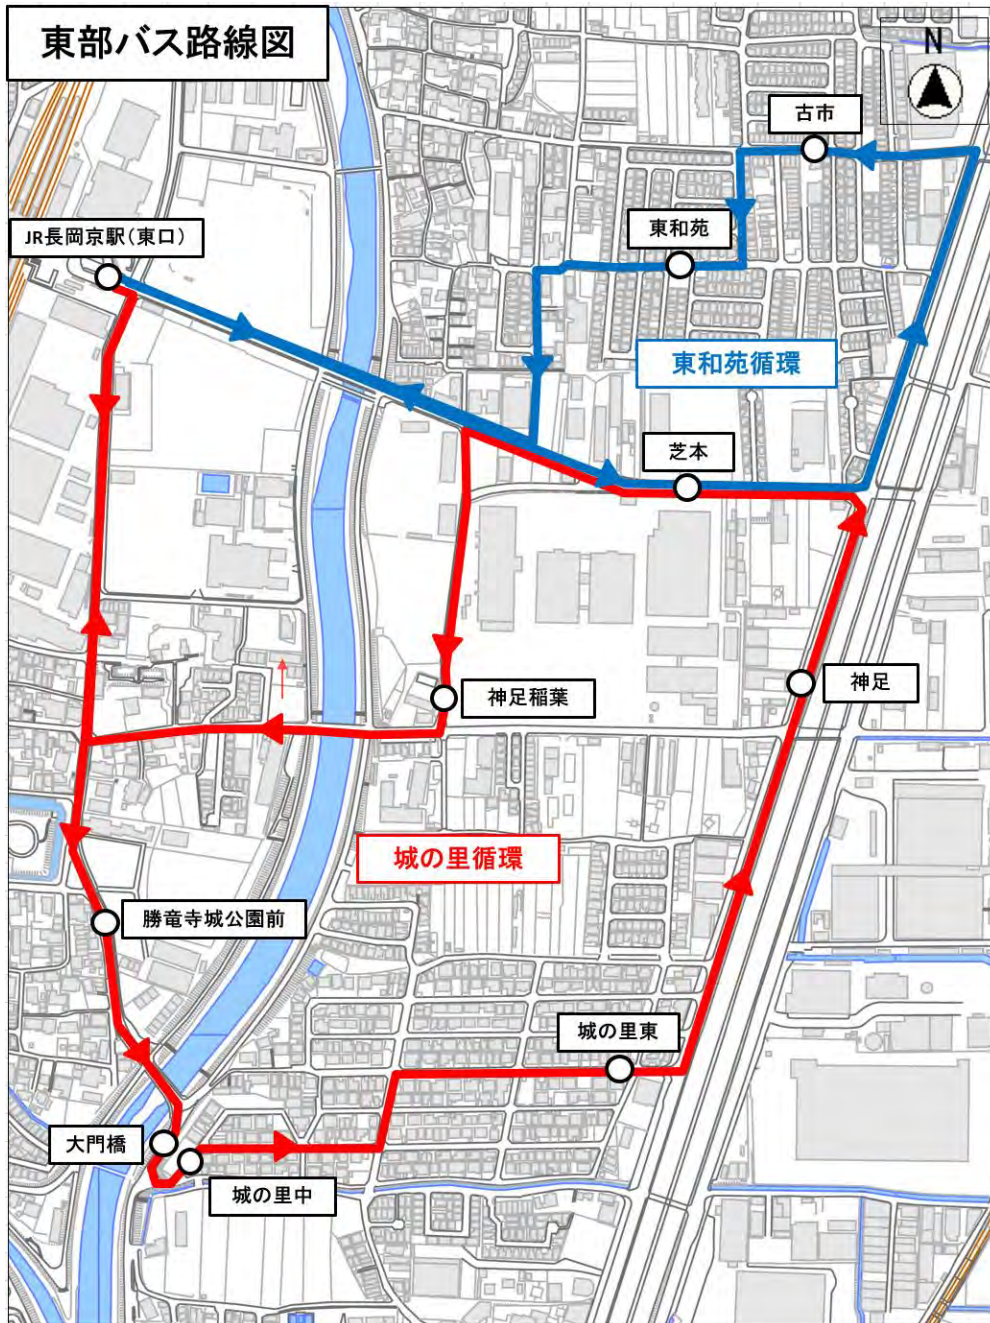 東部バス路線図
N
古市
JR長岡京駅(東口)
東和苑
東和苑循環
芝本
神足稲葉
神足
城の里循環
勝竜寺城公園前
城の里東
大門橋
城の里中